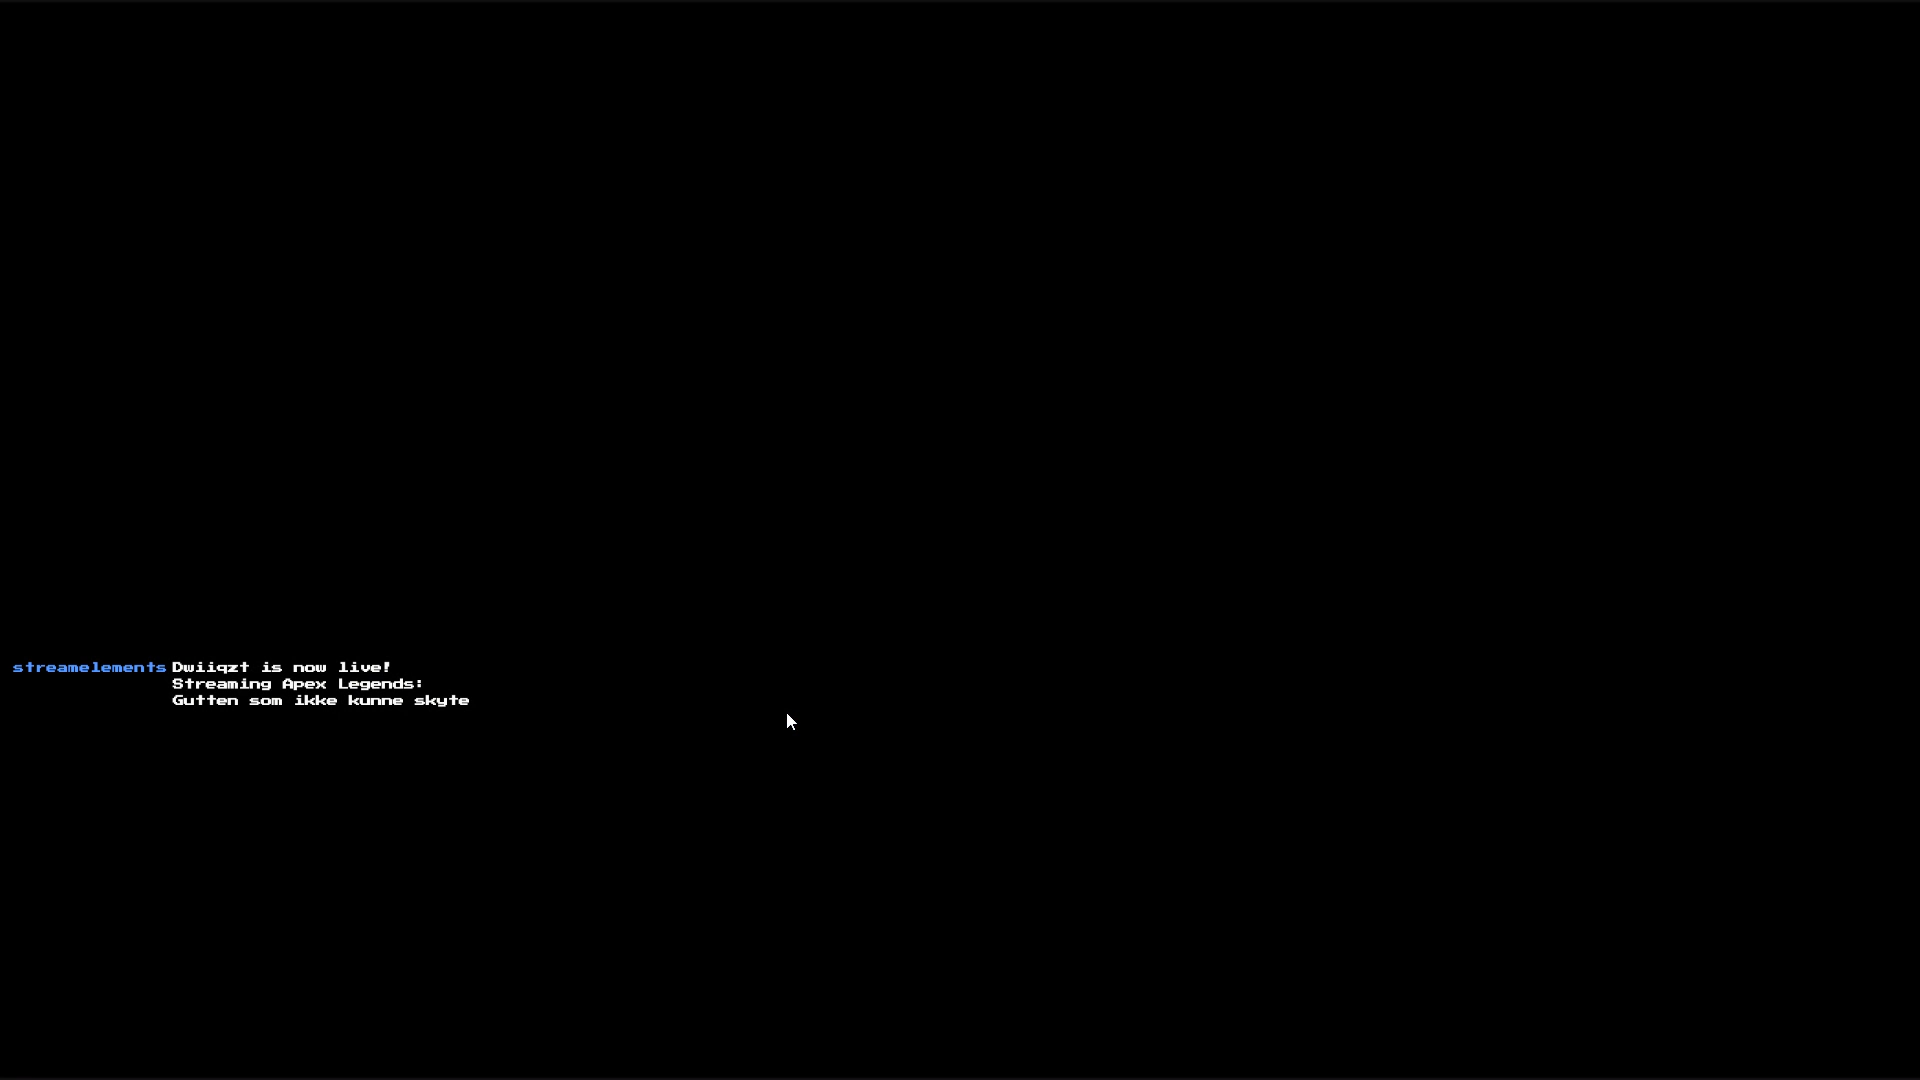 streamelements Dwiiqzt is now live!
Streaming Apex Legends:
Gutten som ikke kunne skyte